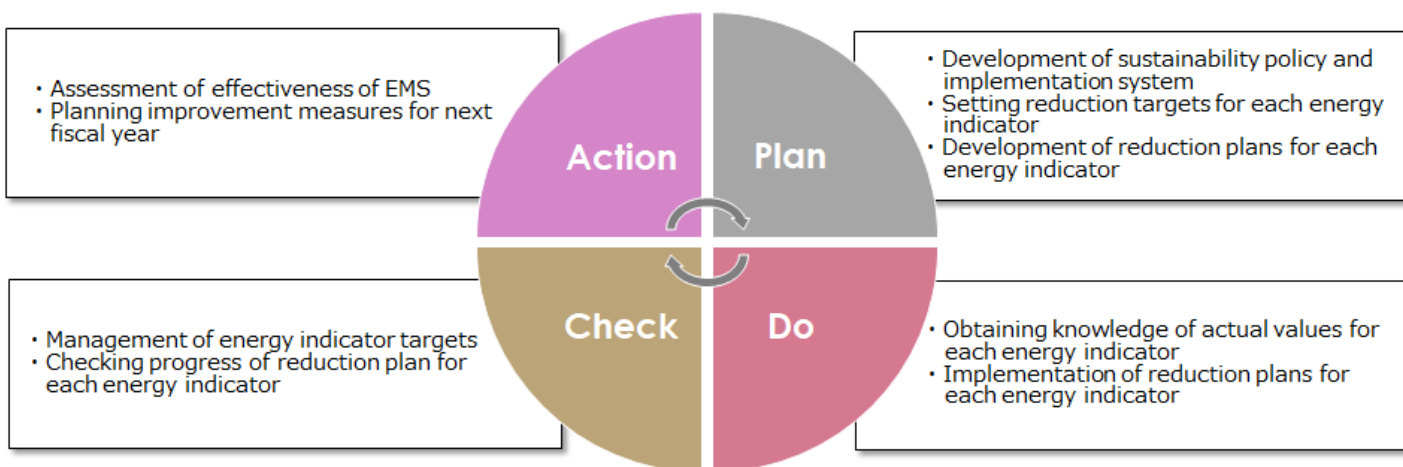 ・Assessment of effectiveness of EMS
・Planning improvement measures for next
fiscal year
Action
Plan
・Development of sustainability policy and
implementation system
・Setting reduction targets for each energy
indicator
・Development of reduction plans for each
energy indicator
・Management of energy indicator targets
・Checking progress of reduction plan for
each energy indicator
Check
Do
・Obtaining knowledge of actual values for
each energy indicator
・Implementation of reduction plans for
each energy indicator